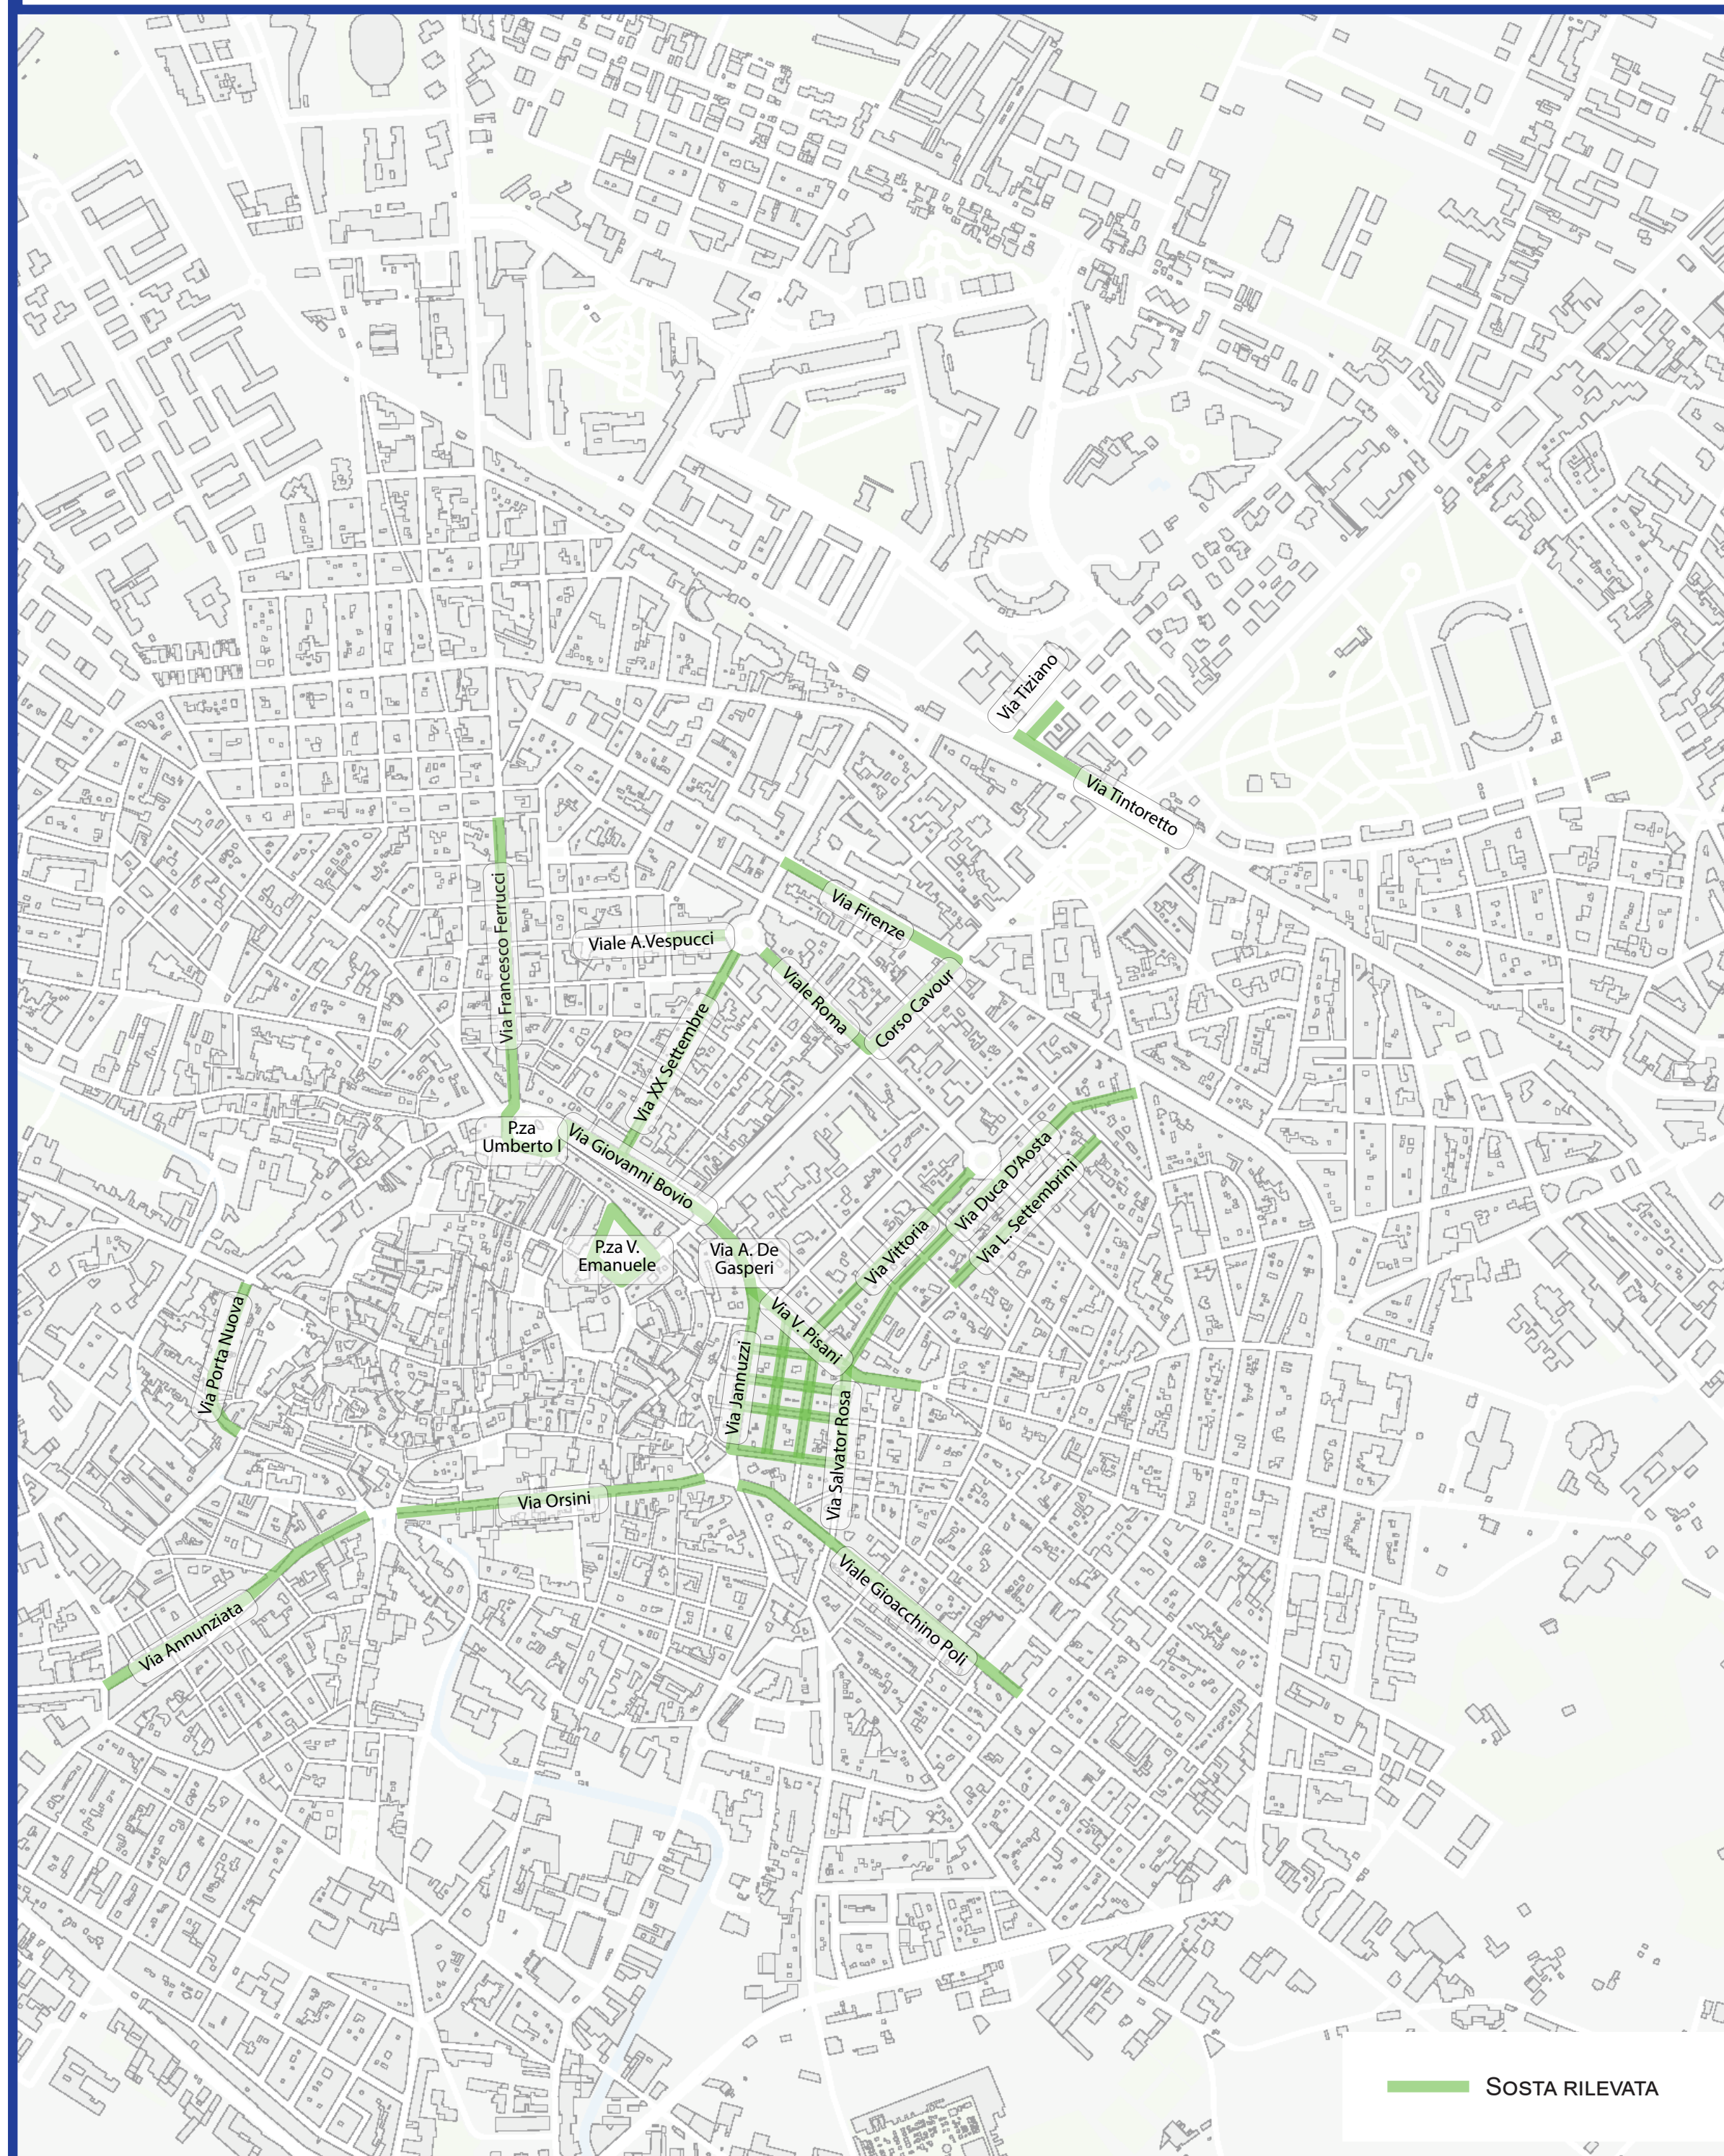 Via Tiziano
Via Tintoretto
Via Francesco Ferrucci
Via Firenze
Viale A.Vespucci
Viale Roma
Corso Cavour
Via XX Settembre
P.za
Umberto I
Via Giovanni Bovio
Via Duca D'Aosta
Via L. Settembrini
Via Vittoria
P.za V.
Emanuele
Via A. De
Gasperi
Via V. Pisani
Via Porta Nuova
Via Jannuzzi
Via Salvator Rosa
Via Orsini
Viale Gioacchino Poli
Via Annunziata
SOSTA RILEVATA